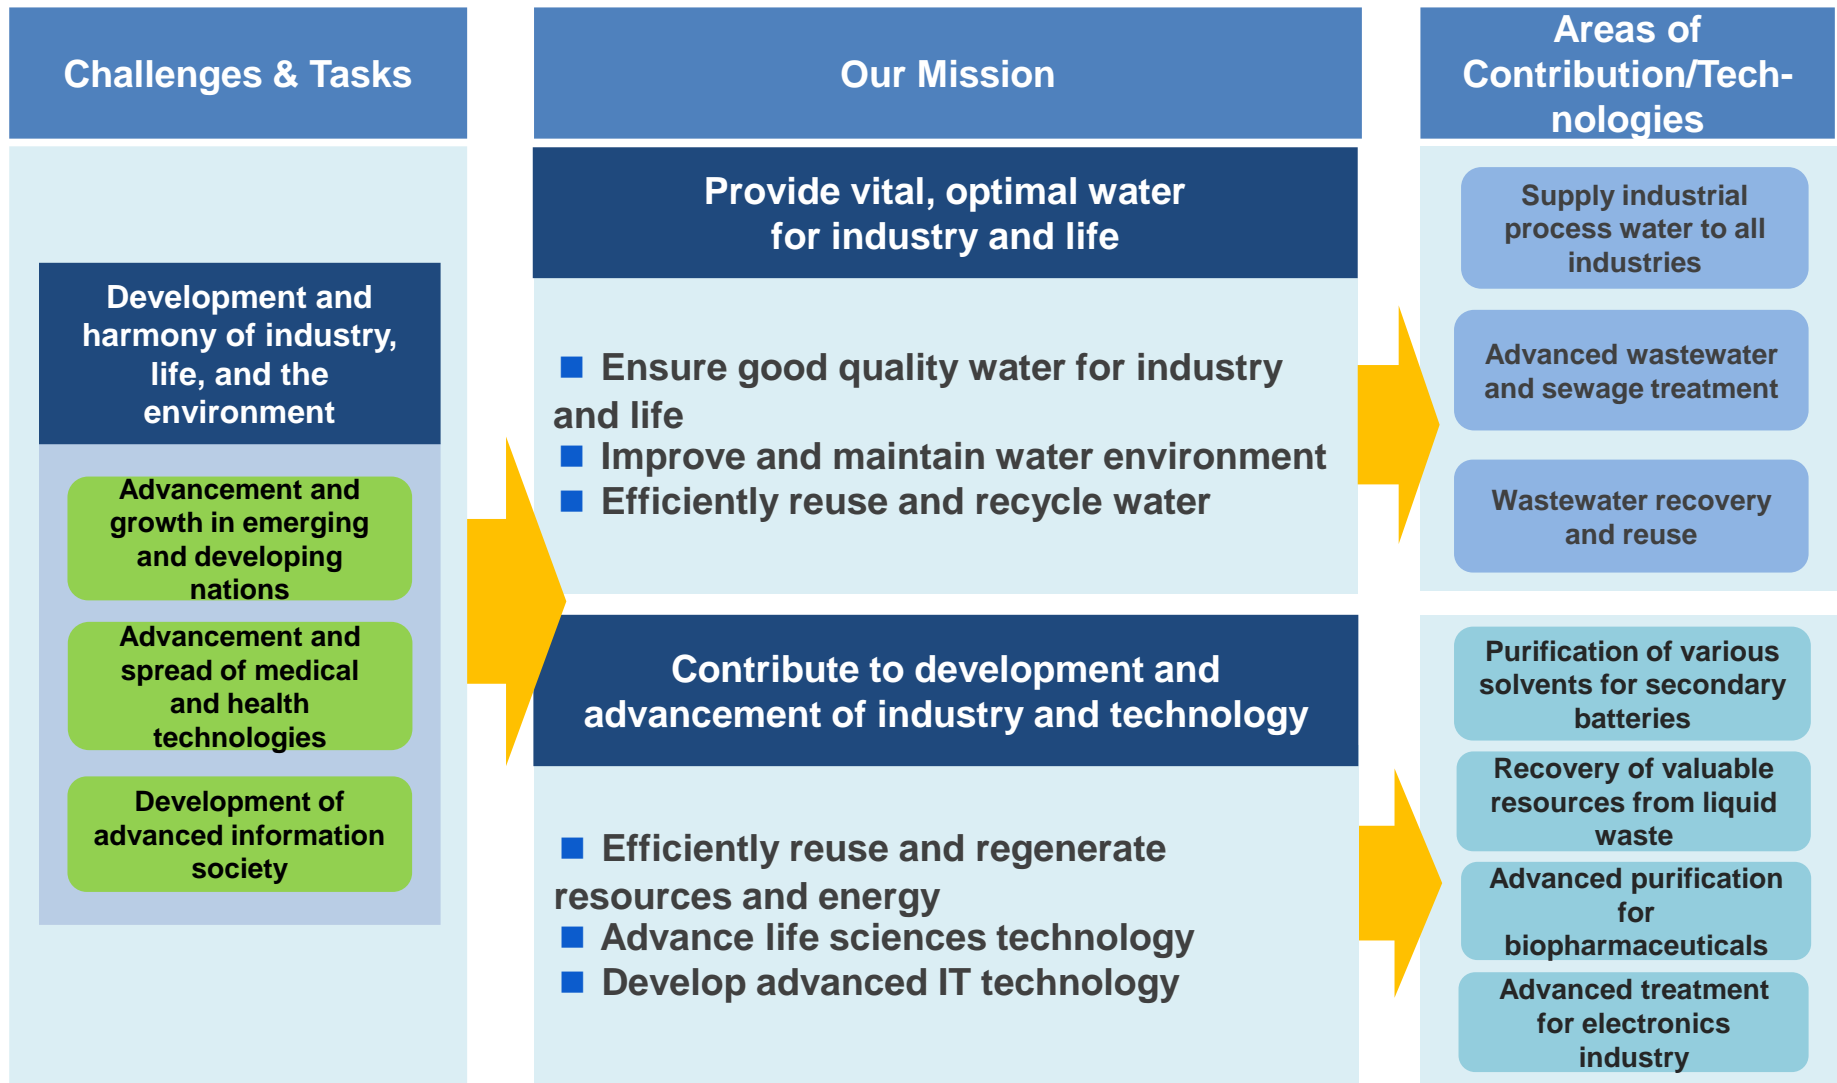 Challenges & Tasks
Development and
harmony of industry,
life, and the
environment
Advancement and
growth in emerging
and developing
nations
Advancement and
spread of medical
and health
technologies
Development of
advanced information
society
Our Mission
Provide vital, optimal water
for industry and life
Ensure good quality water for industry
and life
Improve and maintain water environment
Efficiently reuse and recycle water
Contribute to development and
advancement of industry and technology
Efficiently reuse and regenerate
resources and energy
Advance life sciences technology
Develop advanced IT technology
Areas of
Contribution/Tech-
nologies
Supply industrial
process water to all
industries
Advanced wastewater
and sewage treatment
Wastewater recovery
and reuse
Purification of various
solvents for secondary
batteries
Recovery of valuable
resources from liquid
waste
Advanced purification
for
biopharmaceuticals
Advanced treatment
for electronics
industry